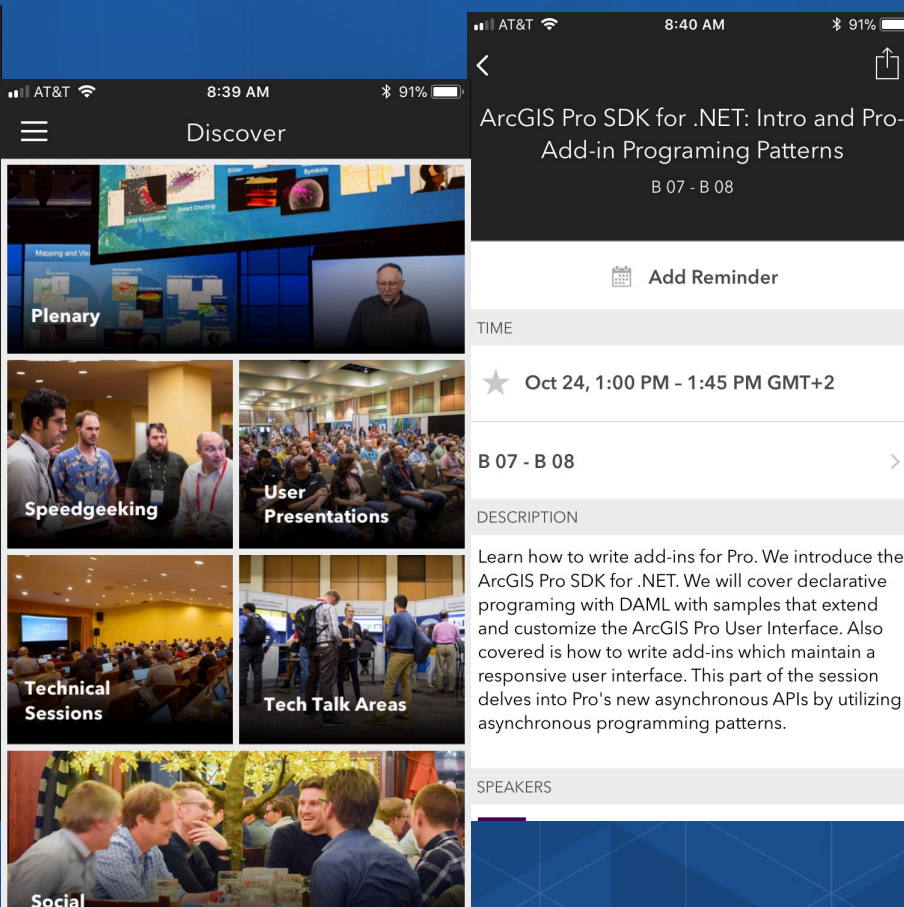 AT&T 8:39 AM 91%
Discover
Slider
Symbols
Data Exploration
Smart Charting
Plenary
Speedgeeking
User
Presentations
Technical
Sessions
Tech Talk Areas
Social
AT&T 8:40 AM 91%
ArcGIS Pro SDK for .NET: Intro and Pro-
Add-in Programing Patterns
B 07 - B 08
Add Reminder
TIME
Oct 24, 1:00 PM – 1:45 PM GMT+2
B 07 - B 08
DESCRIPTION
Learn how to write add-ins for Pro. We introduce the
ArcGIS Pro SDK for .NET. We will cover declarative
programing with DAML with samples that extend
and customize the ArcGIS Pro User Interface. Also
covered is how to write add-ins which maintain a
responsive user interface. This part of the session
delves into Pro's new asynchronous APIs by utilizing
asynchronous programming patterns.
SPEAKERS